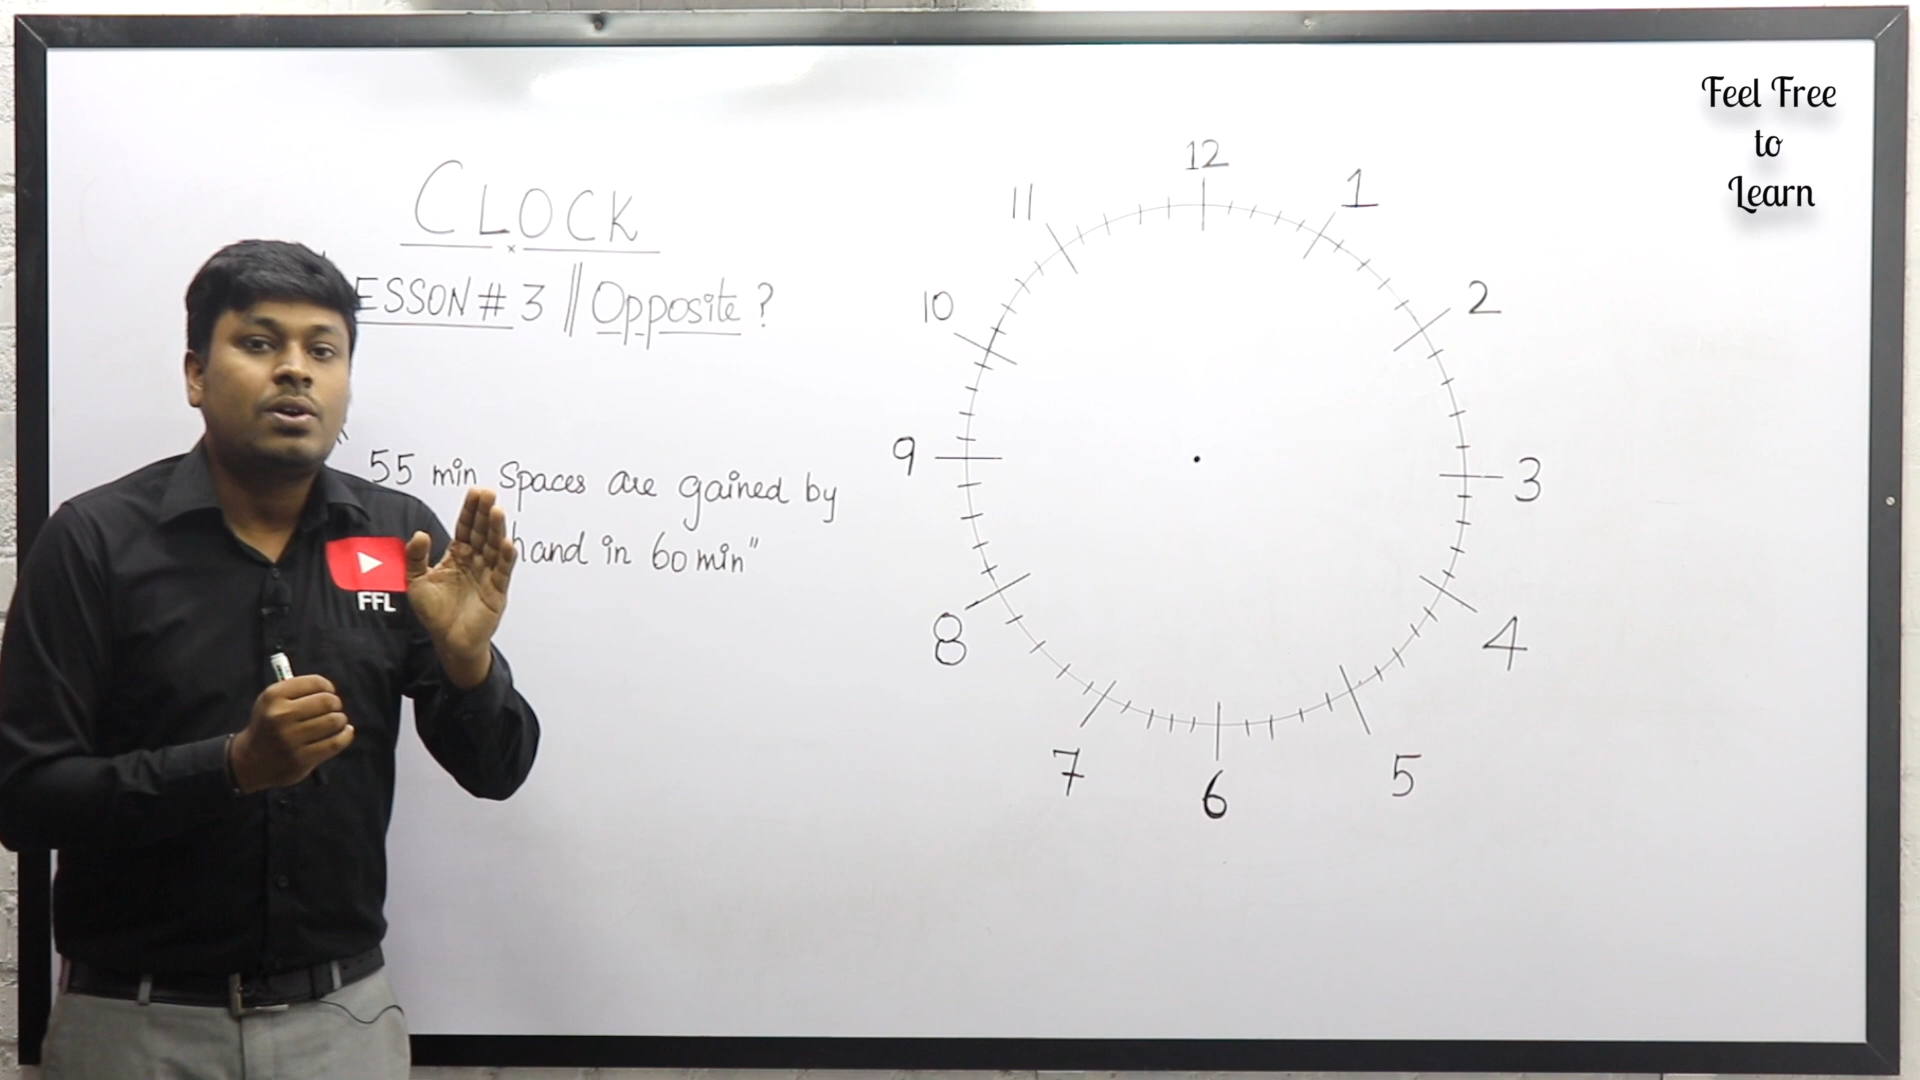 Feel Free
to
Learn
CLOCK
ESSON # 3 || Opposite ?
" 55 min spaces are gained by
hand in 60 min"
FFL
12
1
2
3
4
5
6
7
8
9
10
11